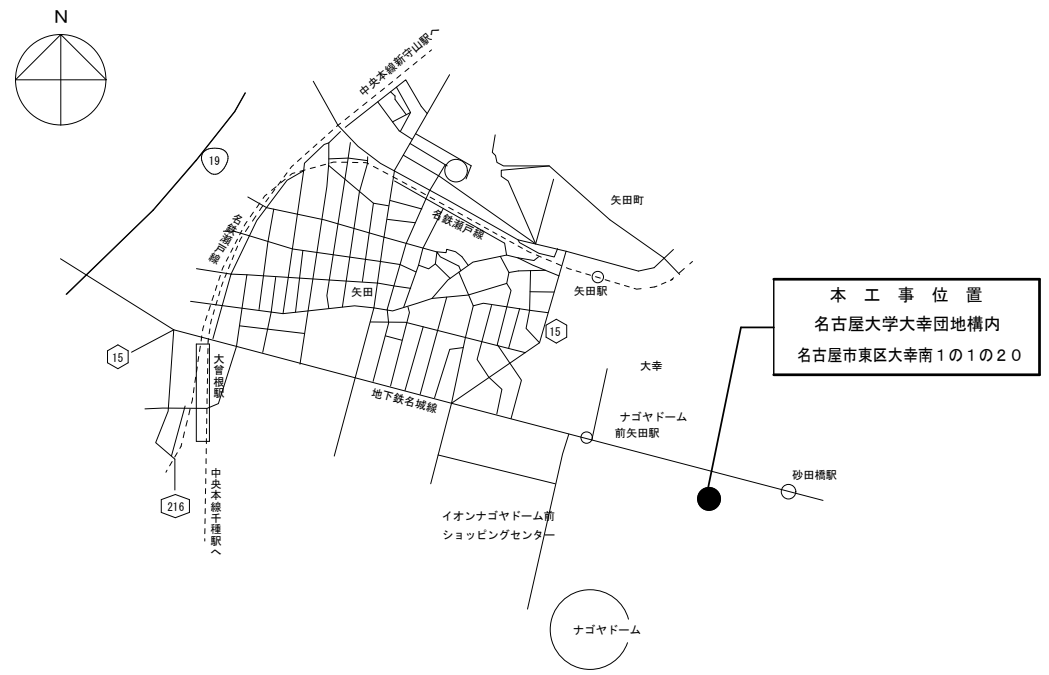 N
中央本線新守山駅へ
19
矢田町
名鉄瀬戸線
名鉄瀬戸線
矢田駅
矢田
本工事位置
名古屋大学大幸団地構内
名古屋市東区大幸南1の1の20
15
15
大曾根駅
大幸
地下鉄名城線
ナゴヤドーム
前矢田駅
砂田橋駅
216
中央本線千種駅へ
イオンナゴヤドーム前
ショッピングセンター
ナゴヤドーム